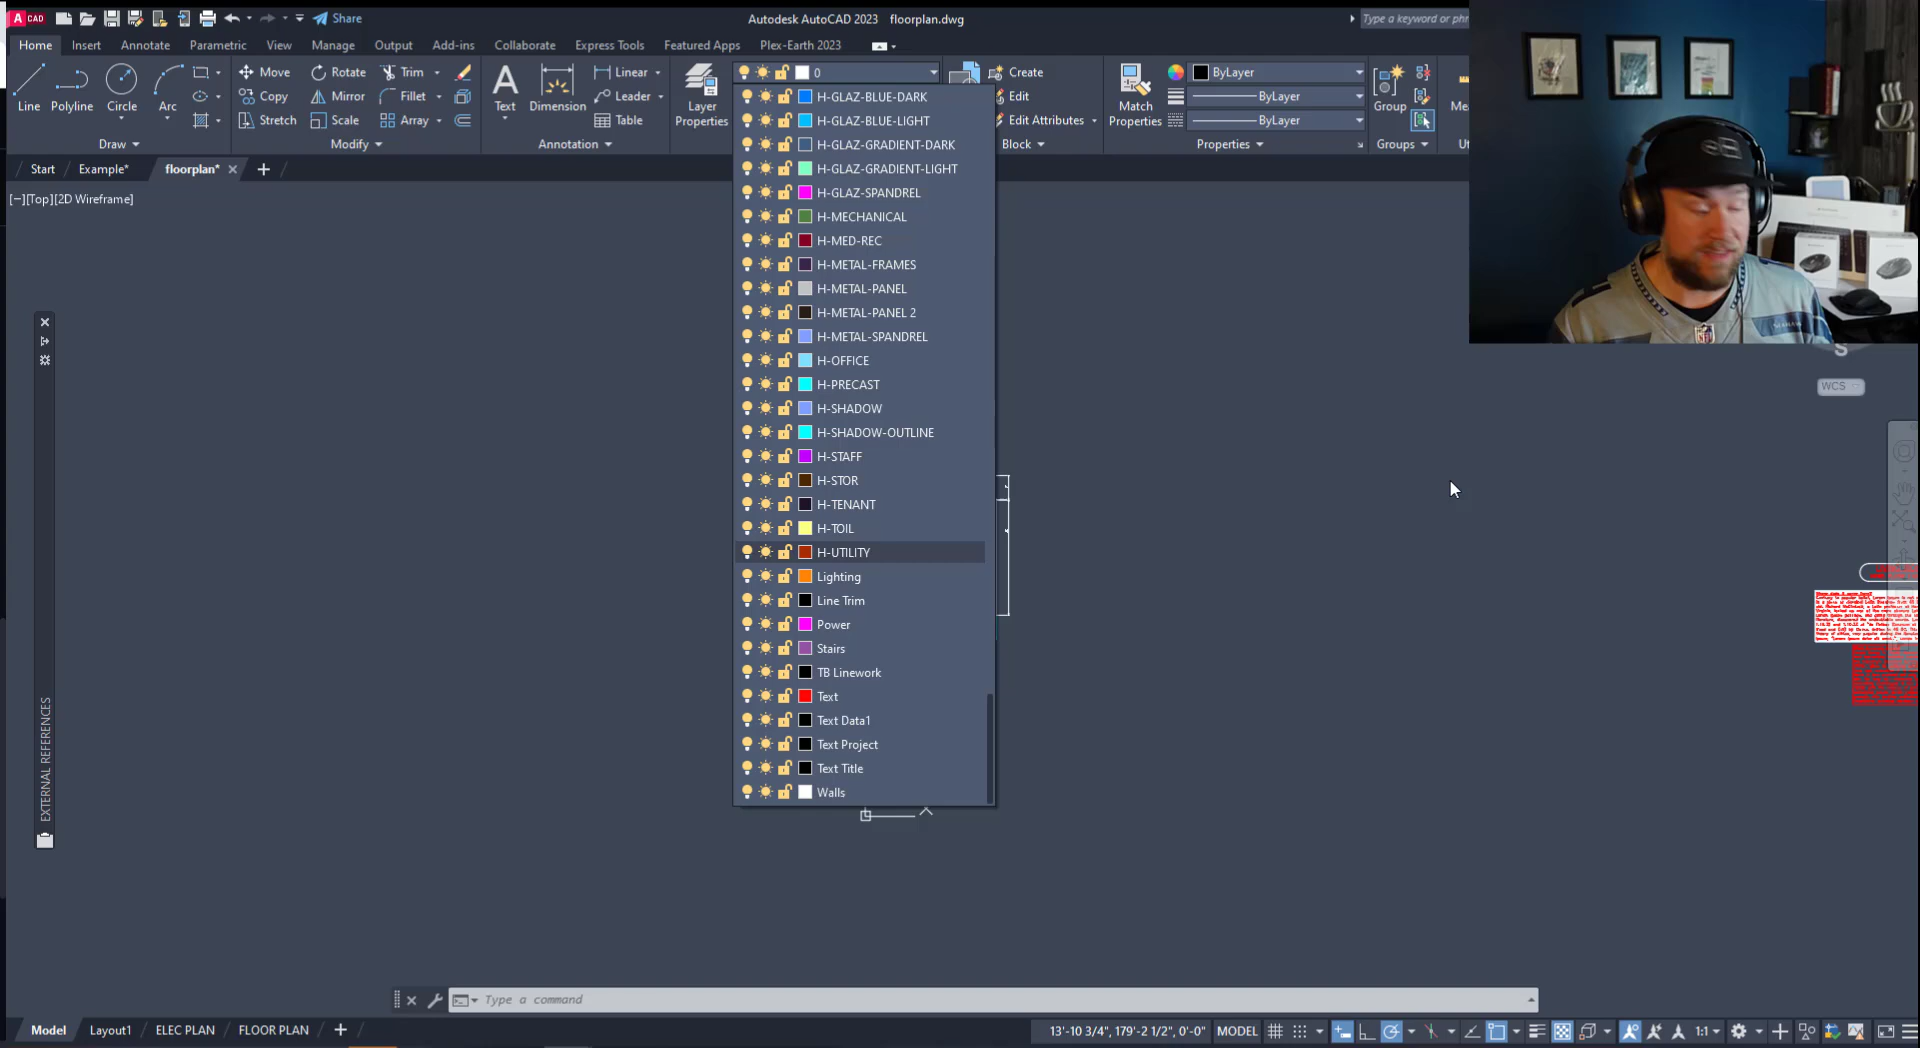 A CAD
Share
Autodesk AutoCAD 2023 floorplan.dwg
Type a keyword or phr
Home Insert Annotate Parametric View Manage Output Add-ins Collaborate Express Tools Featured Apps Plex-Earth 2023
Line Polyline Circle Arc
Move Rotate Trim
Copy Mirror Fillet
Stretch Scale Array
Text Dimension
Linear
Leader
Table
Layer
Properties
0
Create
Edit
Edit Attributes
Match
Properties
ByLayer
ByLayer
ByLayer
Group
Mea
Draw Modify Annotation Block Properties Groups Ut
Start Example* floorplan*
[−][Top][2D Wireframe]
H-GLAZ-BLUE-DARK
H-GLAZ-BLUE-LIGHT
H-GLAZ-GRADIENT-DARK
H-GLAZ-GRADIENT-LIGHT
H-GLAZ-SPANDREL
H-MECHANICAL
H-MED-REC
H-METAL-FRAMES
H-METAL-PANEL
H-METAL-PANEL 2
H-METAL-SPANDREL
H-OFFICE
H-PRECAST
H-SHADOW
H-SHADOW-OUTLINE
H-STAFF
H-STOR
H-TENANT
H-TOIL
H-UTILITY
Lighting
Line Trim
Power
Stairs
TB Linework
Text
Text Data1
Text Project
Text Title
Walls
S
WCS
EXTERNAL REFERENCES
Type a command
Model Layout1 ELEC PLAN FLOOR PLAN
13'-10 3/4", 179'-2 1/2", 0'-0" MODEL
1:1